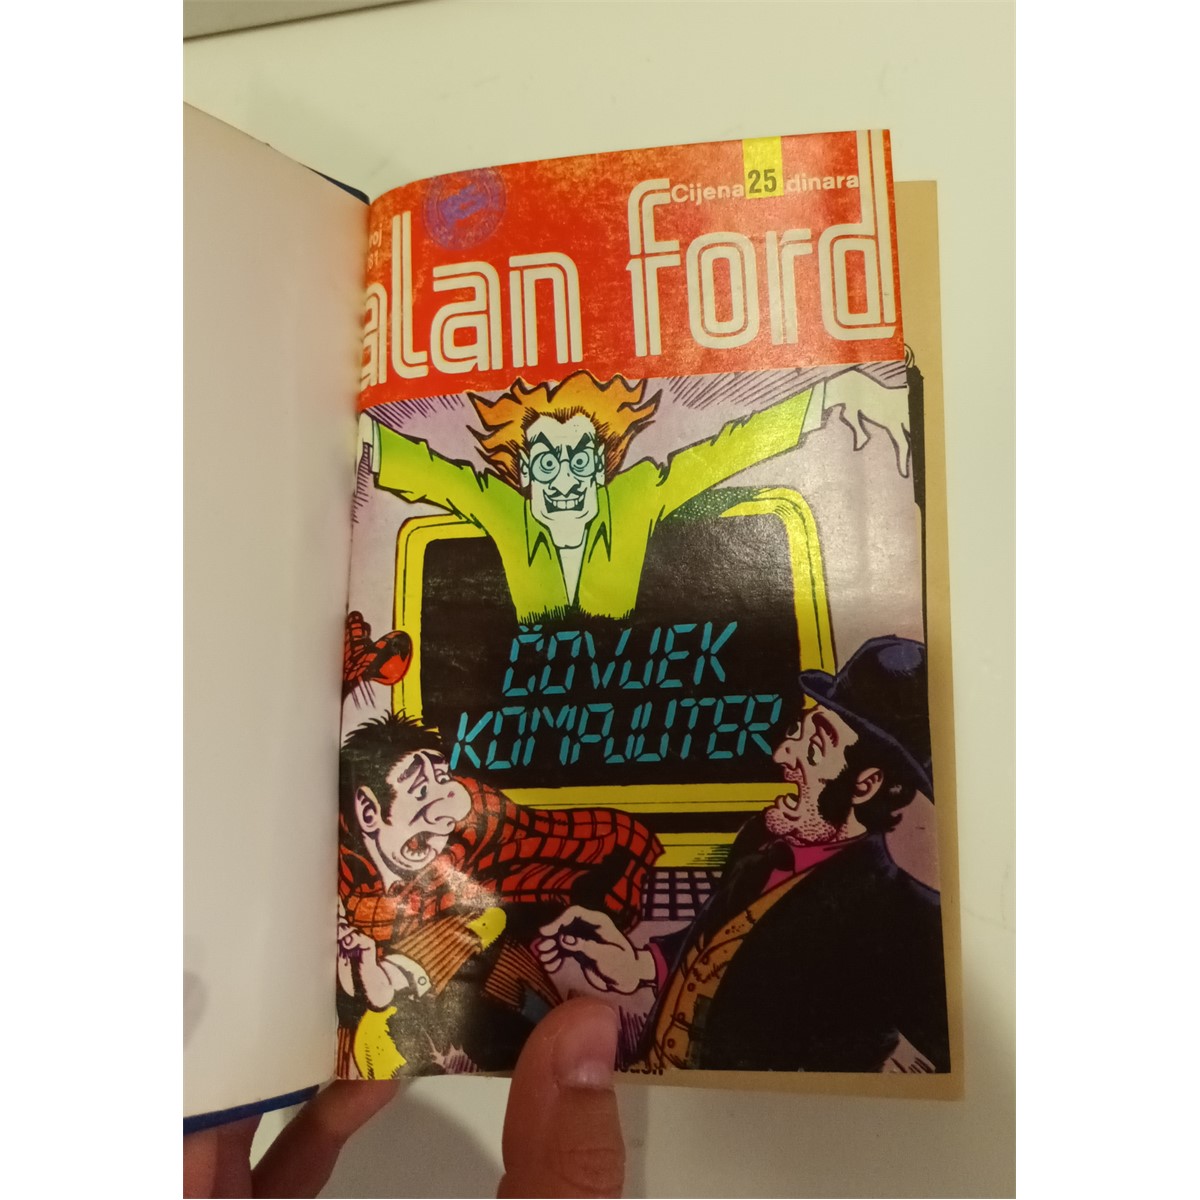 Cijena 25 dinara
alan ford
ČOVJEK
KOMPJUTER